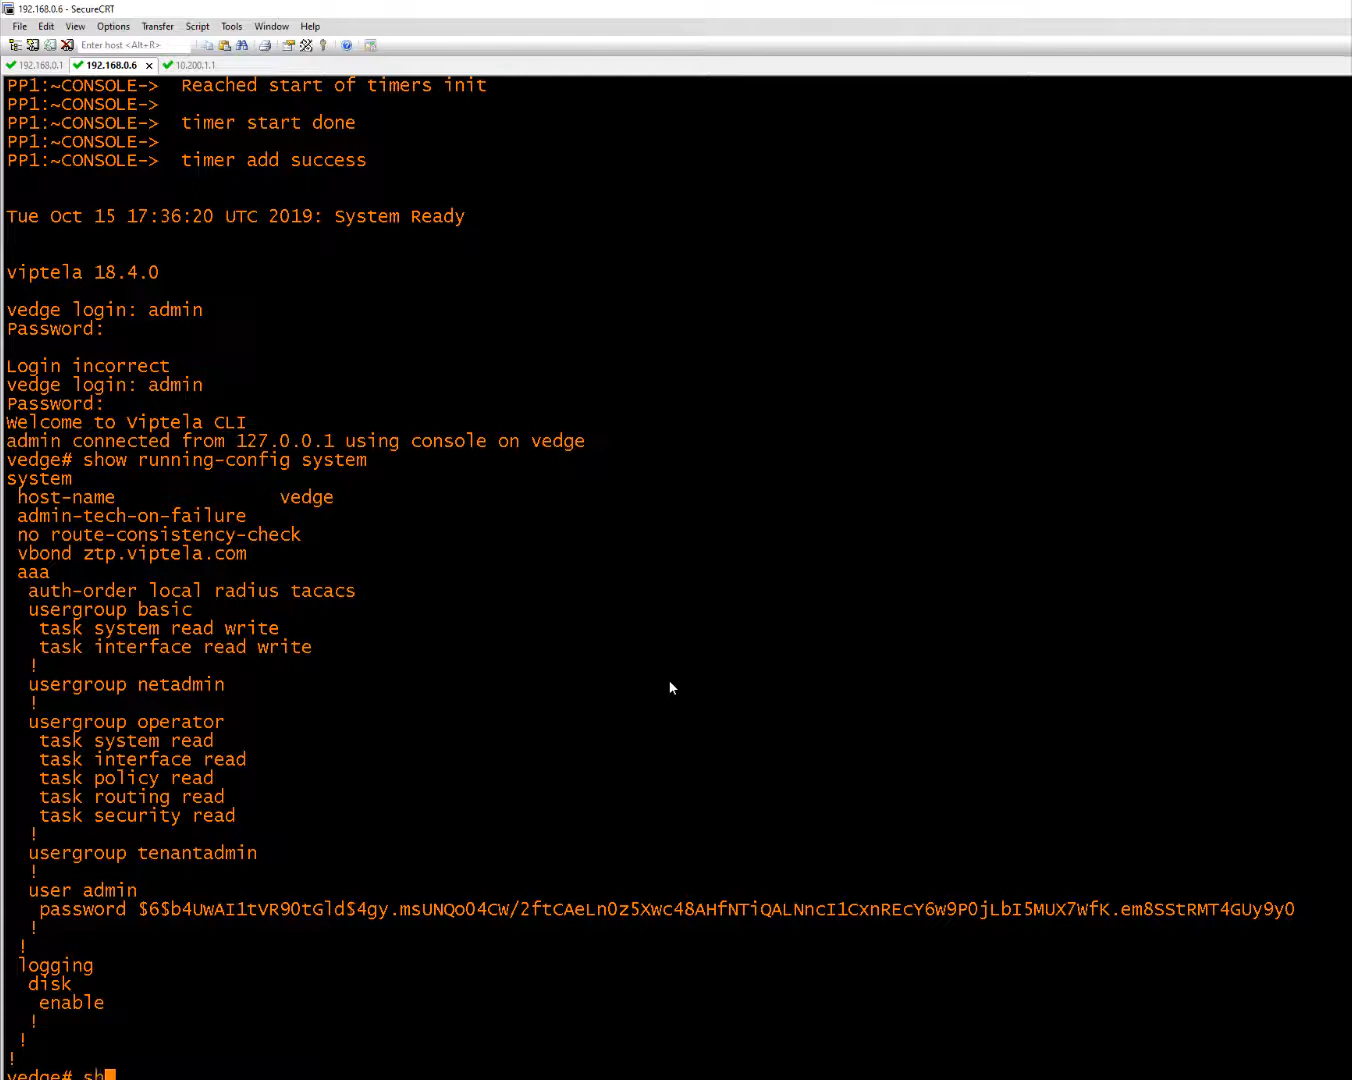 192.168.0.6 - SecureCRT
File Edit View Options Transfer Script Tools Window Help
Enter host <Alt+R>
192.168.0.1 192.168.0.6 × 10.200.1.1
PP1:~CONSOLE-> Reached start of timers init
PP1:~CONSOLE->
PP1:~CONSOLE-> timer start done
PP1:~CONSOLE->
PP1:~CONSOLE-> timer add success
Tue Oct 15 17:36:20 UTC 2019: System Ready
viptela 18.4.0
vedge login: admin
Password:
Login incorrect
vedge login: admin
Password:
Welcome to Viptela CLI
admin connected from 127.0.0.1 using console on vedge
vedge# show running-config system
system
host-name vedge
admin-tech-on-failure
no route-consistency-check
vbond ztp.viptela.com
aaa
auth-order local radius tacacs
usergroup basic
task system read write
task interface read write
!
usergroup netadmin
!
usergroup operator
task system read
task interface read
task policy read
task routing read
task security read
!
usergroup tenantadmin
!
user admin
password $6$b4UwAI1tVR90tGld$4gy.msUNQo04CW/2ftCAeLn0z5Xwc48AHfNTiQALNncI1CxnREcY6w9P0jLbI5MUX7WfK.em8SStRMT4GUy9y0
!
!
logging
disk
enable
!
!
!
vedge# sh